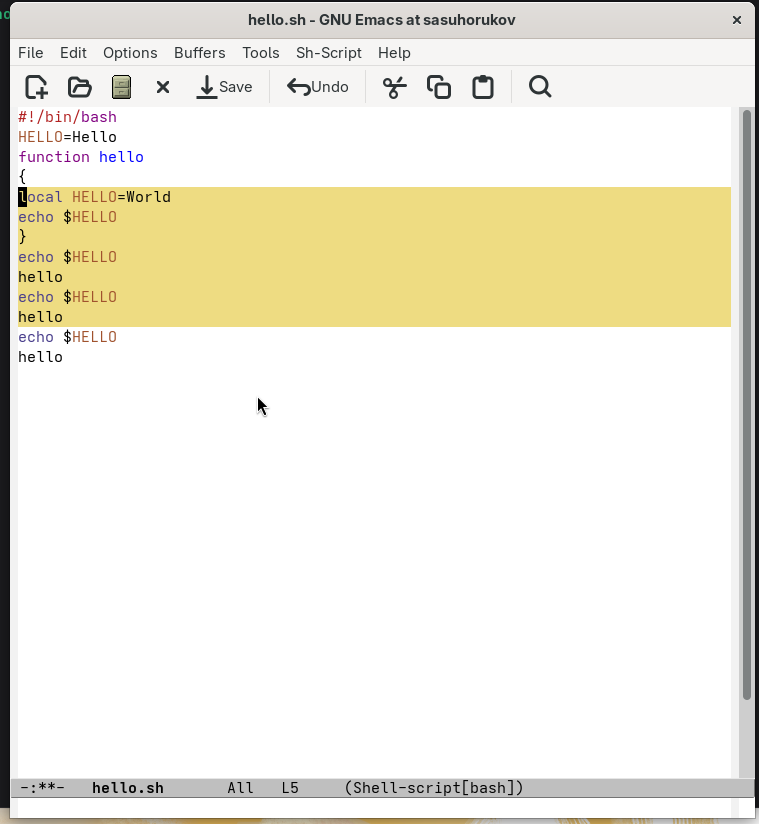 hello.sh - GNU Emacs at sasuhorukov
File Edit Options Buffers Tools Sh-Script Help
Save Undo
#!/bin/bash
HELLO=Hello
function hello
{
local HELLO=World
echo $HELLO
}
echo $HELLO
hello
echo $HELLO
hello
echo $HELLO
hello
-:**- hello.sh All L5 (Shell-script[bash])